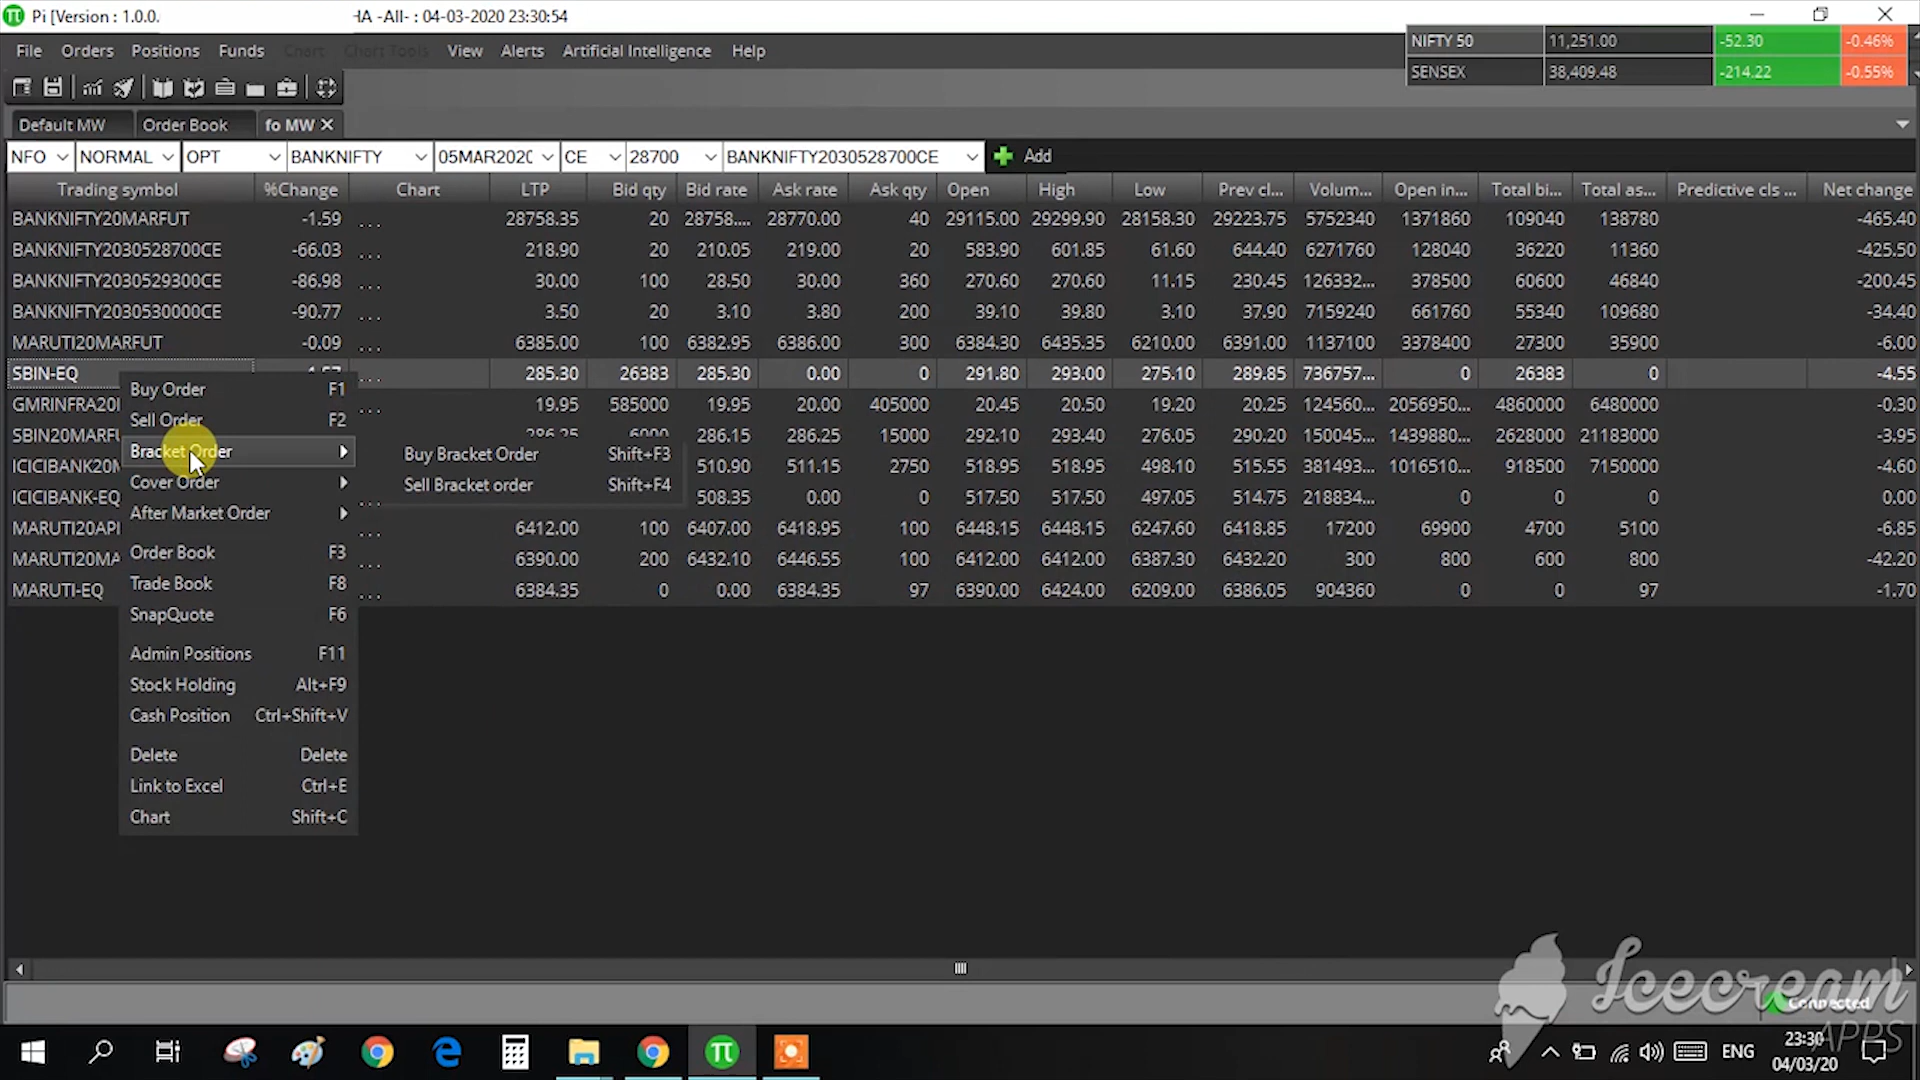 Pi [Version : 1.0.0. HA -All- : 04-03-2020 23:30:54
File Orders Positions Funds Chart Chart Tools View Alerts Artificial Intelligence Help
NIFTY 50 11,251.00 -52.30 -0.46%
SENSEX 38,409.48 -214.22 -0.55%
Default MW Order Book fo MW
NFO NORMAL OPT BANKNIFTY 05MAR2020 CE 28700 BANKNIFTY2030528700CE Add
Trading symbol %Change Chart LTP Bid qty Bid rate Ask rate Ask qty Open High Low Prev cl... Volum... Open in... Total bi... Total as... Predictive cls ... Net change
BANKNIFTY20MARFUT -1.59 ... 28758.35 20 28758.... 28770.00 40 29115.00 29299.90 28158.30 29223.75 5752340 1371860 109040 138780 -465.40
BANKNIFTY2030528700CE -66.03 ... 218.90 20 210.05 219.00 20 583.90 601.85 61.60 644.40 6271760 128040 36220 11360 -425.50
BANKNIFTY2030529300CE -86.98 ... 30.00 100 28.50 30.00 360 270.60 270.60 11.15 230.45 126332... 378500 60600 46840 -200.45
BANKNIFTY2030530000CE -90.77 ... 3.50 20 3.10 3.80 200 39.10 39.80 3.10 37.90 7159240 661760 55340 109680 -34.40
MARUTI20MARFUT -0.09 ... 6385.00 100 6382.95 6386.00 300 6384.30 6435.35 6210.00 6391.00 1137100 3378400 27300 35900 -6.00
SBIN-EQ ... 285.30 26383 285.30 0.00 0 291.80 293.00 275.10 289.85 736757... 0 26383 0 -4.55
GMRINFRA20 ... 19.95 585000 19.95 20.00 405000 20.45 20.50 19.20 20.25 124560... 2056950... 4860000 6480000 -0.30
SBIN20MARFU 286.25 6000 286.15 286.25 15000 292.10 293.40 276.05 290.20 150045... 1439880... 2628000 21183000 -3.95
ICICIBANK20M 510.90 511.15 2750 518.95 518.95 498.10 515.55 381493... 1016510... 918500 7150000 -4.60
ICICIBANK-EQ ... 508.35 0.00 0 517.50 517.50 497.05 514.75 218834... 0 0 0 0.00
MARUTI20AP ... 6412.00 100 6407.00 6418.95 100 6448.15 6448.15 6247.60 6418.85 17200 69900 4700 5100 -6.85
MARUTI20MA ... 6390.00 200 6432.10 6446.55 100 6412.00 6412.00 6387.30 6432.20 300 800 600 800 -42.20
MARUTI-EQ ... 6384.35 0 0.00 6384.35 97 6390.00 6424.00 6209.00 6386.05 904360 0 0 97 -1.70
Buy Order F1
Sell Order F2
Bracket Order
Cover Order
After Market Order
Order Book F3
Trade Book F8
SnapQuote F6
Admin Positions F11
Stock Holding Alt+F9
Cash Position Ctrl+Shift+V
Delete Delete
Link to Excel Ctrl+E
Chart Shift+C
Buy Bracket Order Shift+F3
Sell Bracket order Shift+F4
Connected
Icecream
APPS
ENG
23:30
04/03/20